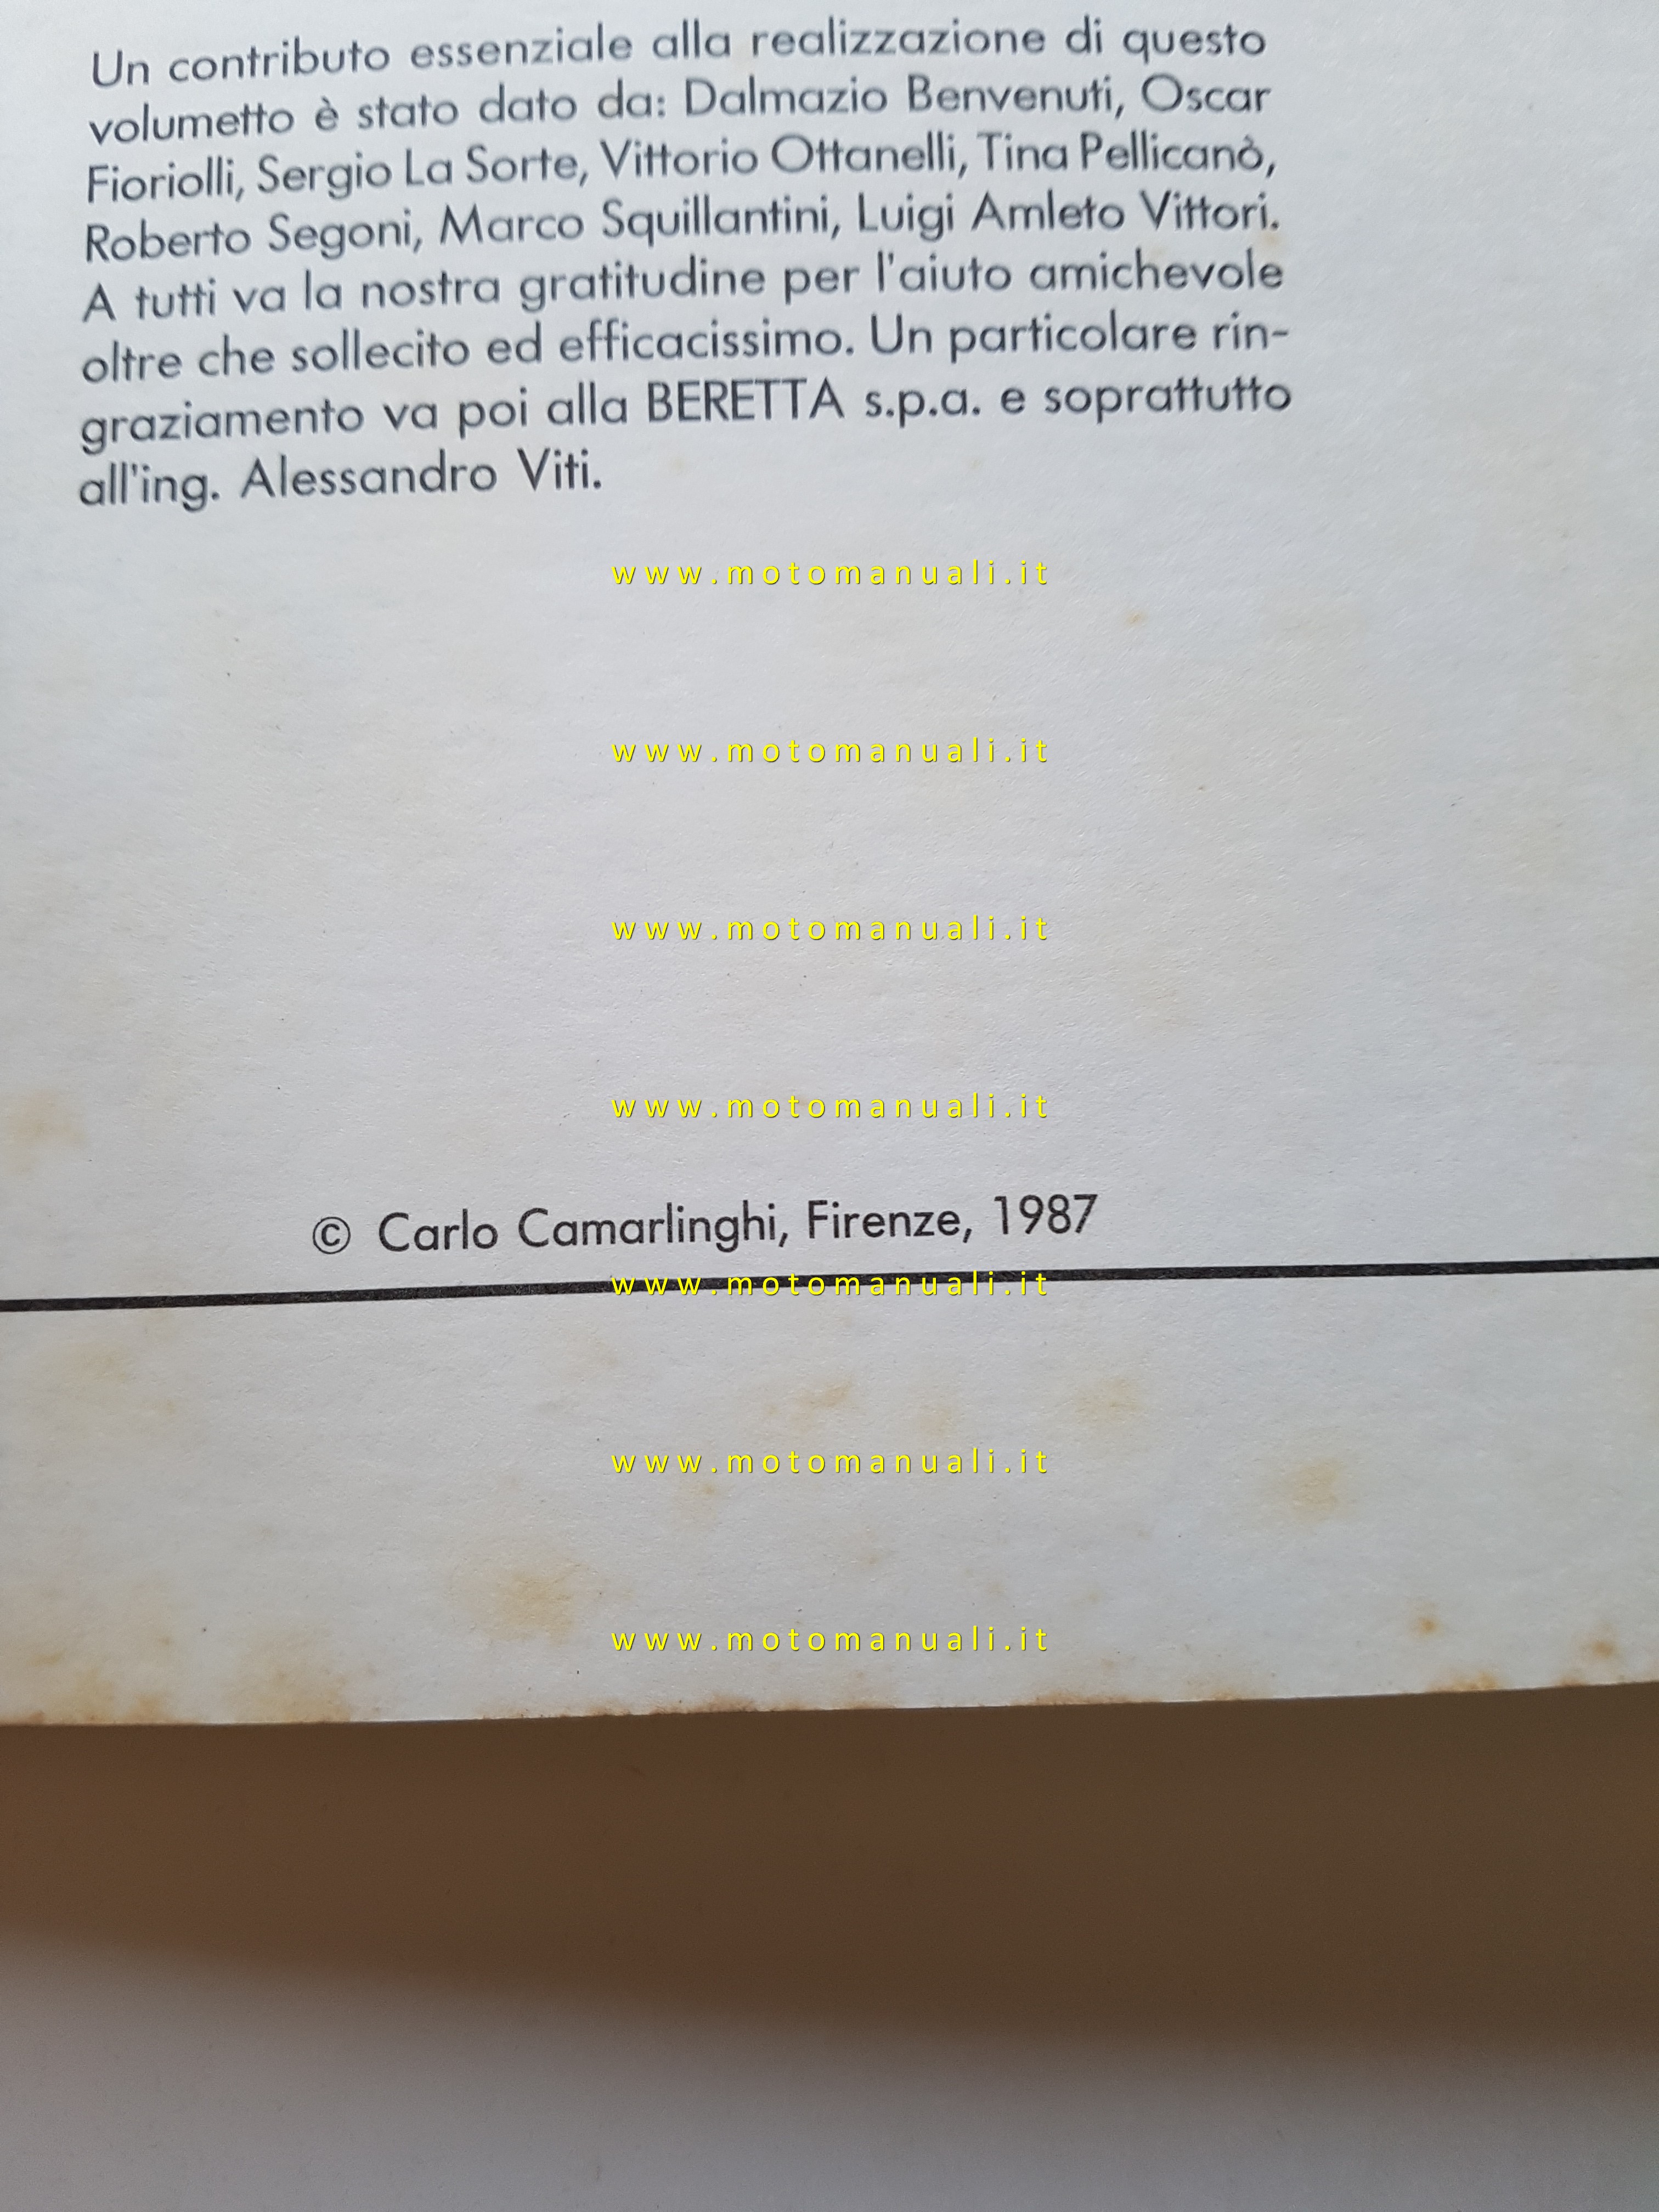 Un contributo essenziale alla realizzazione di questo
volumetto è stato dato da: Dalmazio Benvenuti, Oscar
Fioriolli, Sergio La Sorte, Vittorio Ottanelli, Tina Pellicanò,
Roberto Segoni, Marco Squillantini, Luigi Amleto Vittori.
A tutti va la nostra gratitudine per l'aiuto amichevole
oltre che sollecito ed efficacissimo. Un particolare rin-
graziamento va poi alla BERETTA s.p.a. e soprattutto
all'ing. Alessandro Viti.
www.motomanuali.it
www.motomanuali.it
www.motomanuali.it
www.motomanuali.it
© Carlo Camarlinghi, Firenze, 1987
www.motomanuali.it
www.motomanuali.it
www.motomanuali.it